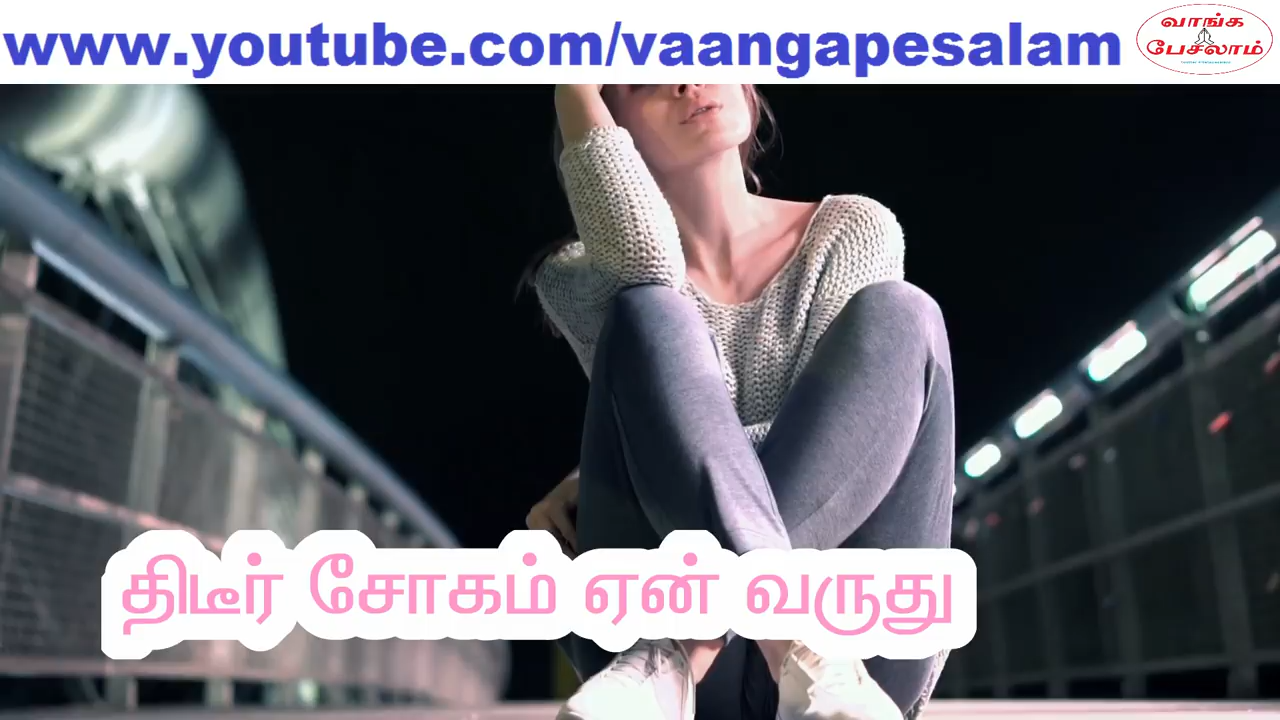 www.youtube.com/vaangapesalam
வாங்க
பேசலாம்
திடீர் சோகம் ஏன் வருது